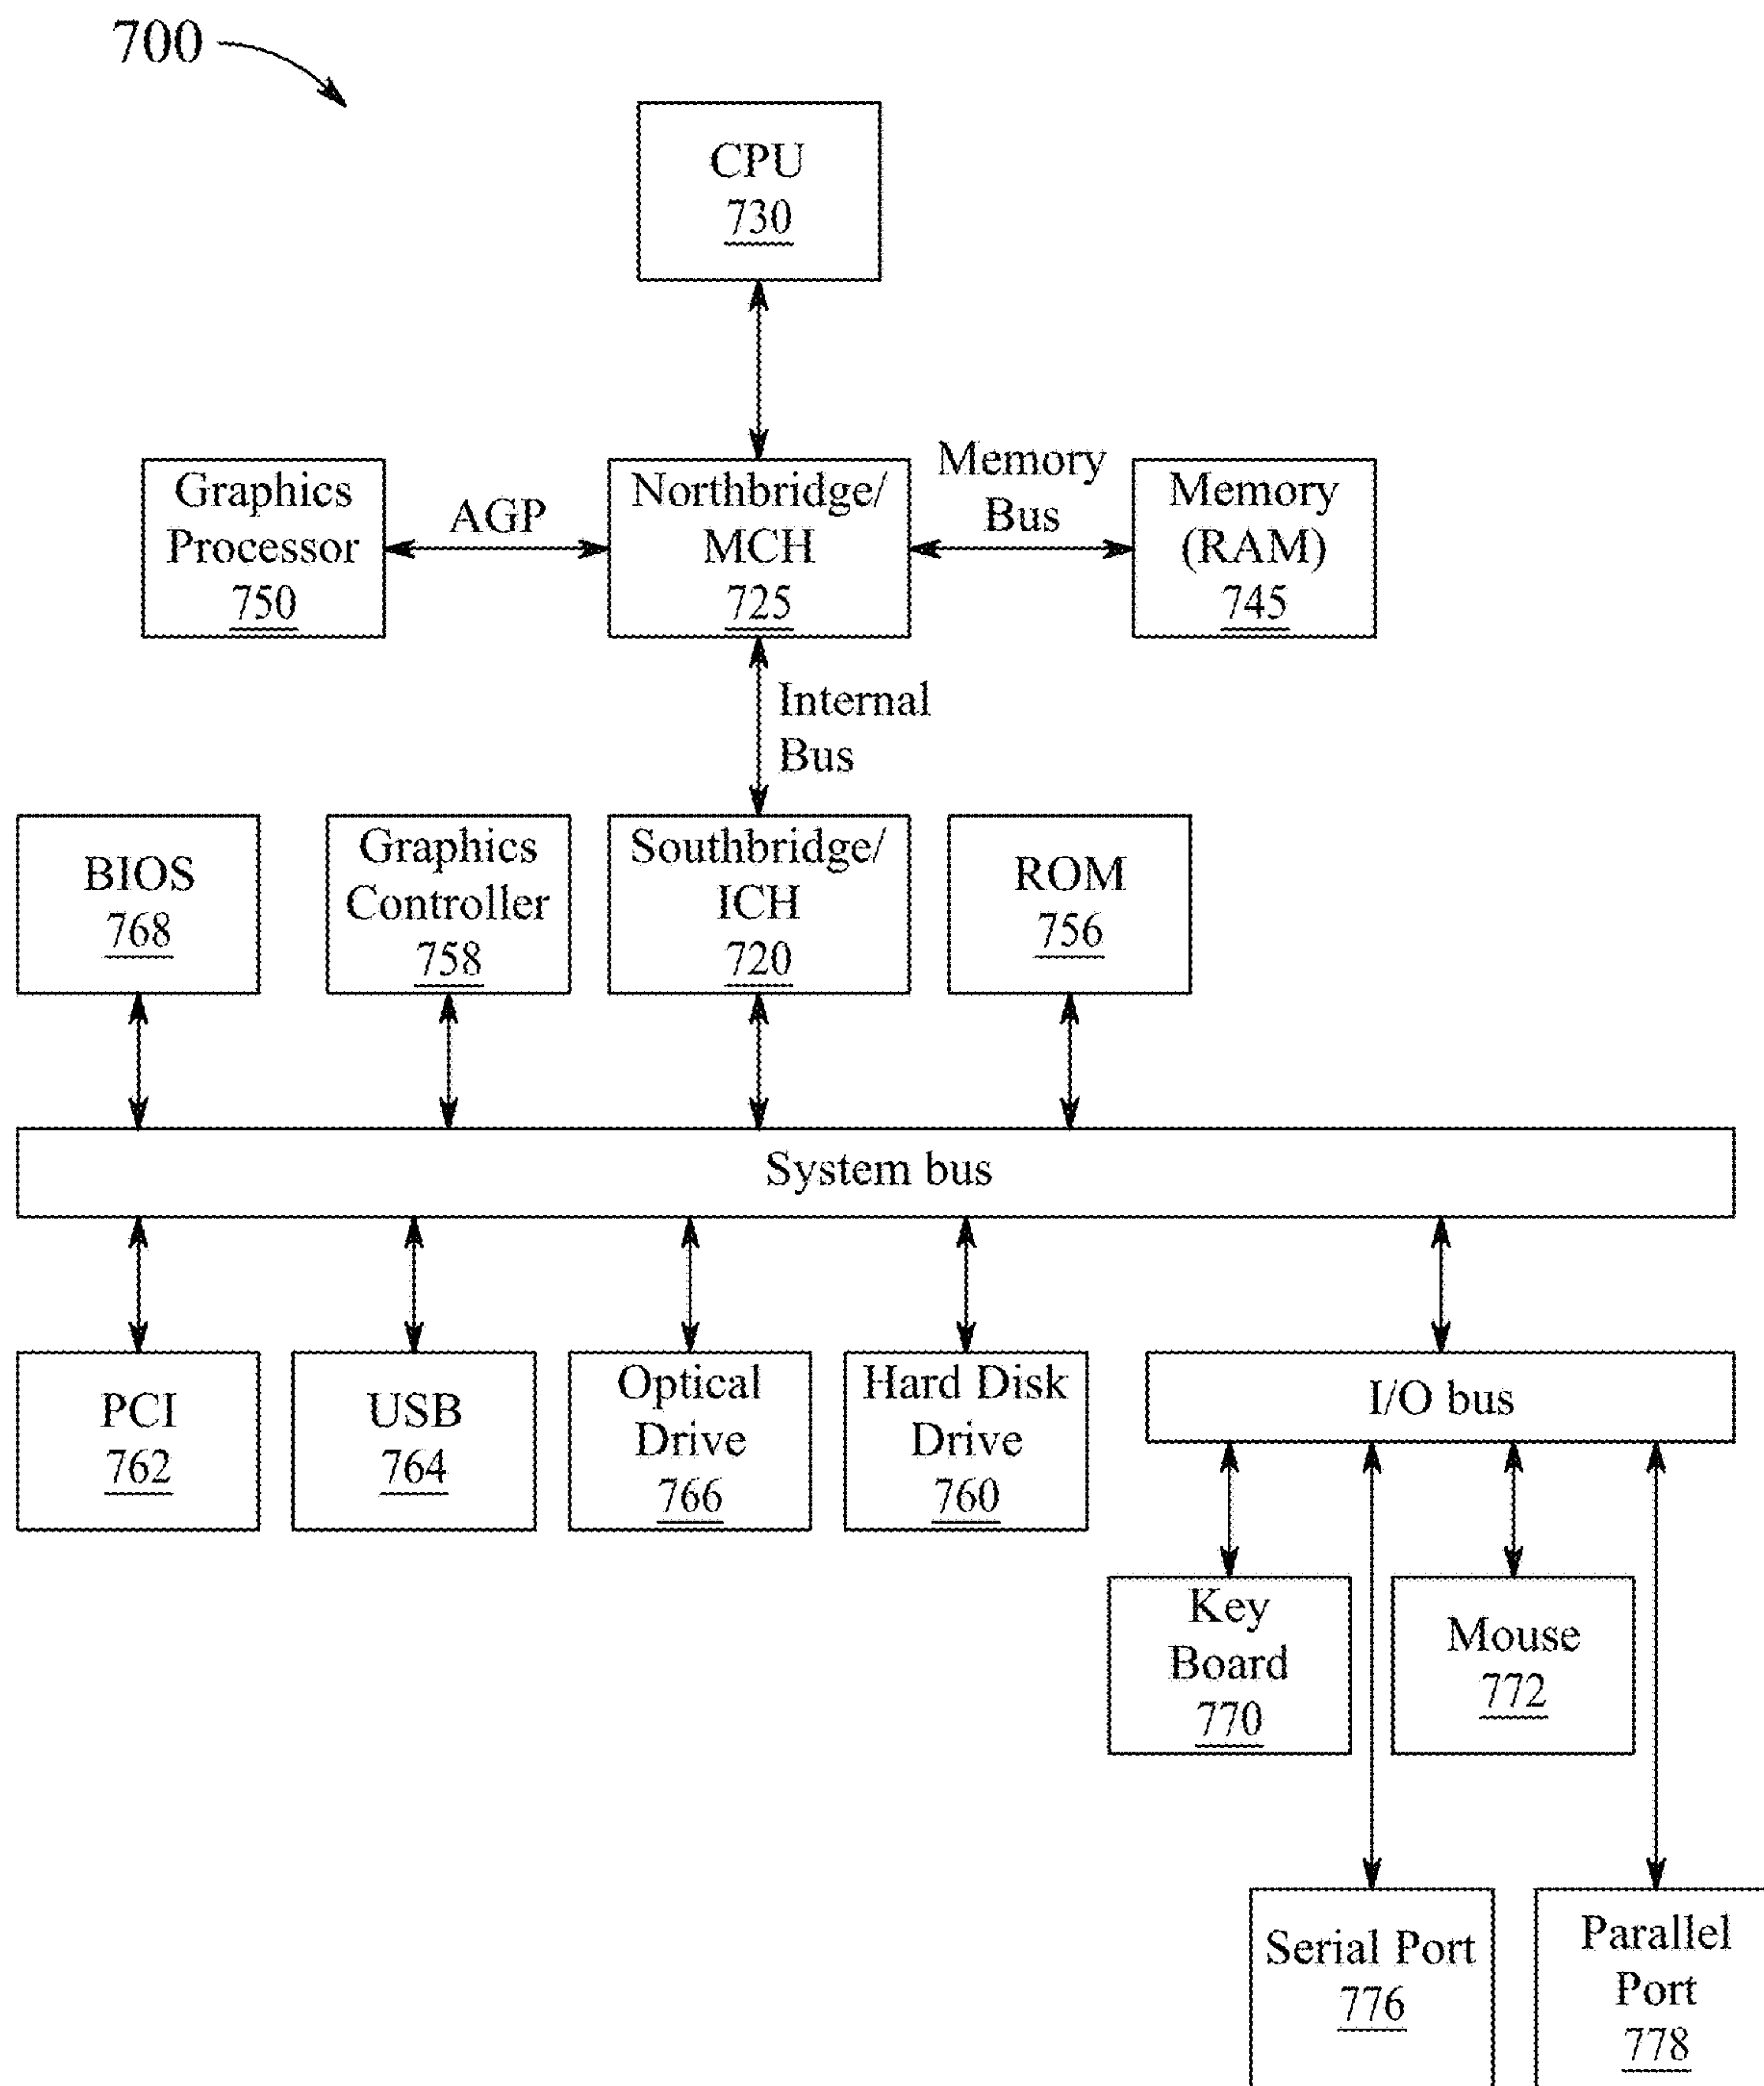 700
CPU
730
Graphics
Processor
750
AGP
Northbridge/
MCH
725
Memory
Bus
Memory
(RAM)
745
Internal
Bus
BIOS
768
Graphics
Controller
758
Southbridge/
ICH
720
ROM
756
System bus
PCI
762
USB
764
Optical
Drive
766
Hard Disk
Drive
760
I/O bus
Key
Board
770
Mouse
772
Serial Port
776
Parallel
Port
778